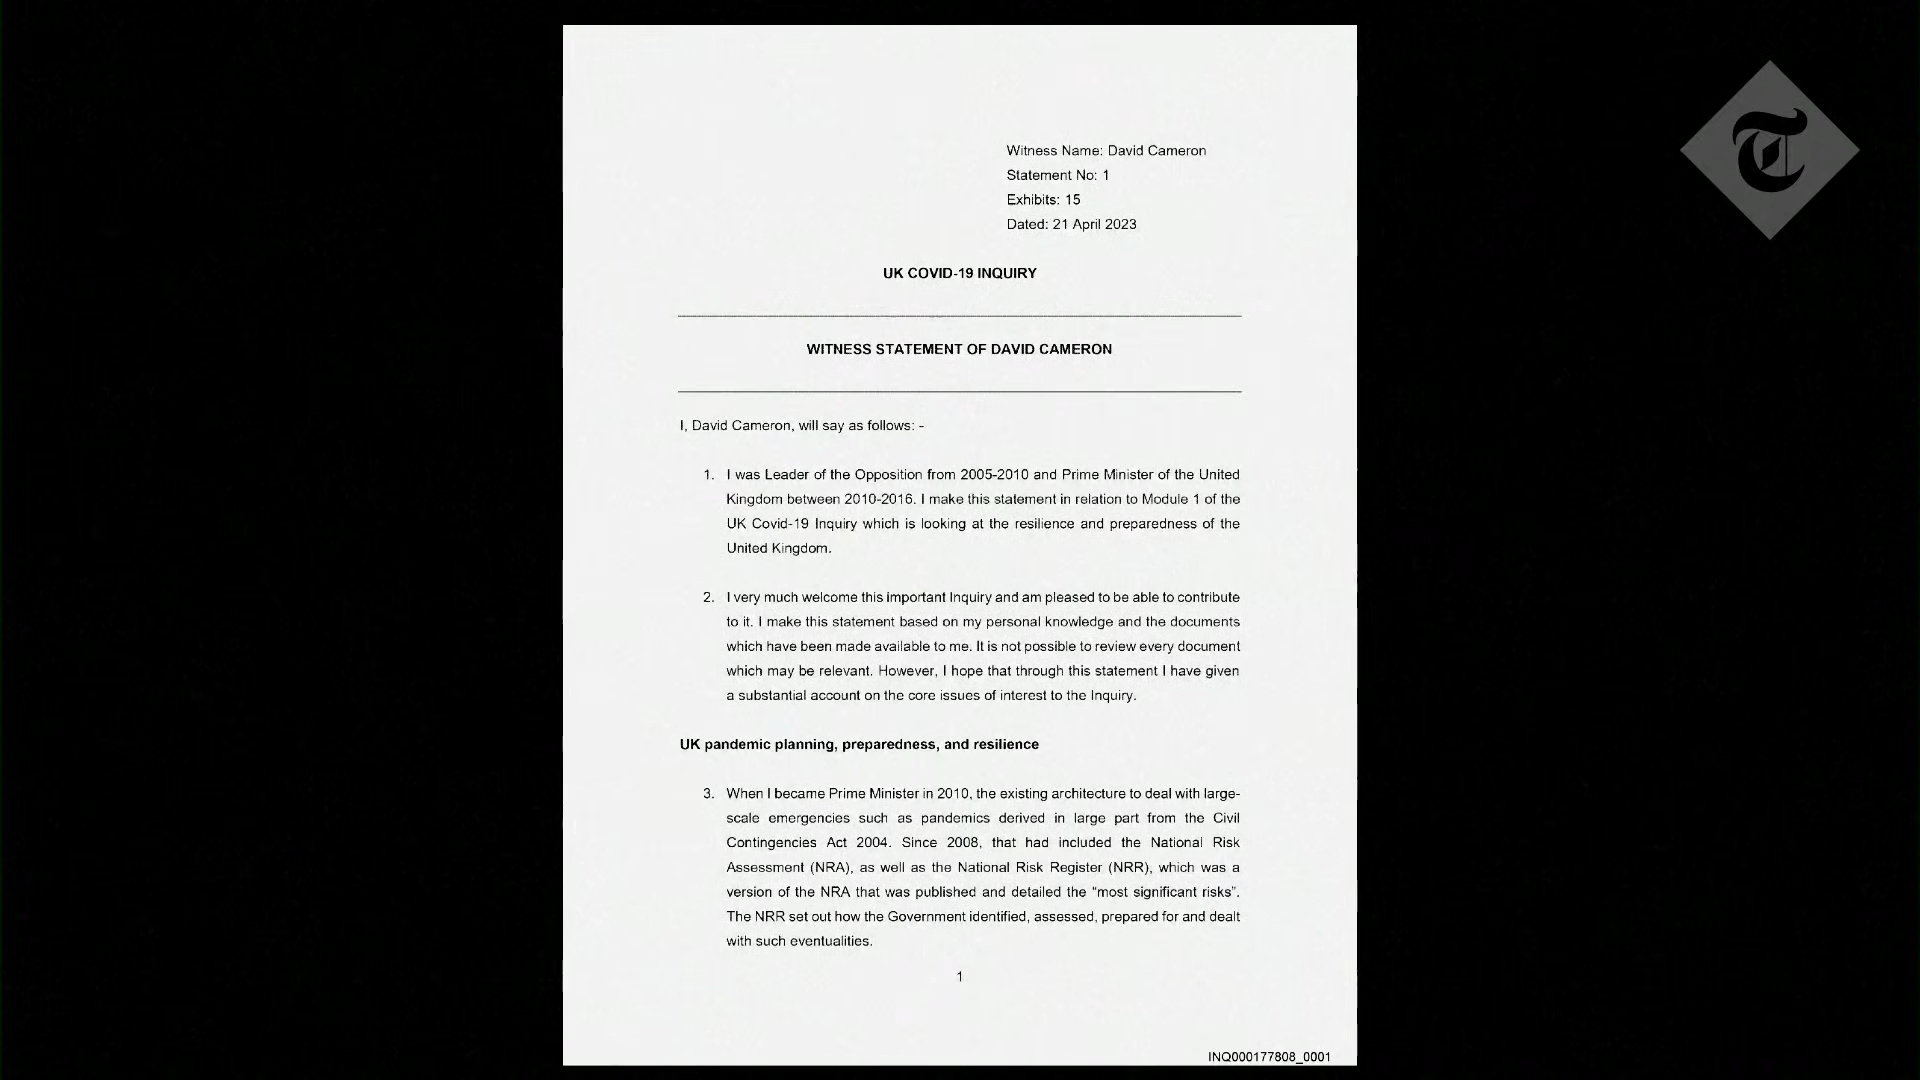 Witness Name: David Cameron
Statement No: 1
Exhibits: 15
Dated: 21 April 2023
UK COVID-19 INQUIRY
WITNESS STATEMENT OF DAVID CAMERON
I, David Cameron, will say as follows: -
1. I was Leader of the Opposition from 2005-2010 and Prime Minister of the United
Kingdom between 2010-2016. I make this statement in relation to Module 1 of the
UK Covid-19 Inquiry which is looking at the resilience and preparedness of the
United Kingdom.
2. I very much welcome this important Inquiry and am pleased to be able to contribute
to it. I make this statement based on my personal knowledge and the documents
which have been made available to me. It is not possible to review every document
which may be relevant. However, I hope that through this statement I have given
a substantial account on the core issues of interest to the Inquiry.
UK pandemic planning, preparedness, and resilience
3. When I became Prime Minister in 2010, the existing architecture to deal with large-
scale emergencies such as pandemics derived in large part from the Civil
Contingencies Act 2004. Since 2008, that had included the National Risk
Assessment (NRA), as well as the National Risk Register (NRR), which was a
version of the NRA that was published and detailed the “most significant risks”.
The NRR set out how the Government identified, assessed, prepared for and dealt
with such eventualities.
1
INQ000177808_0001
T